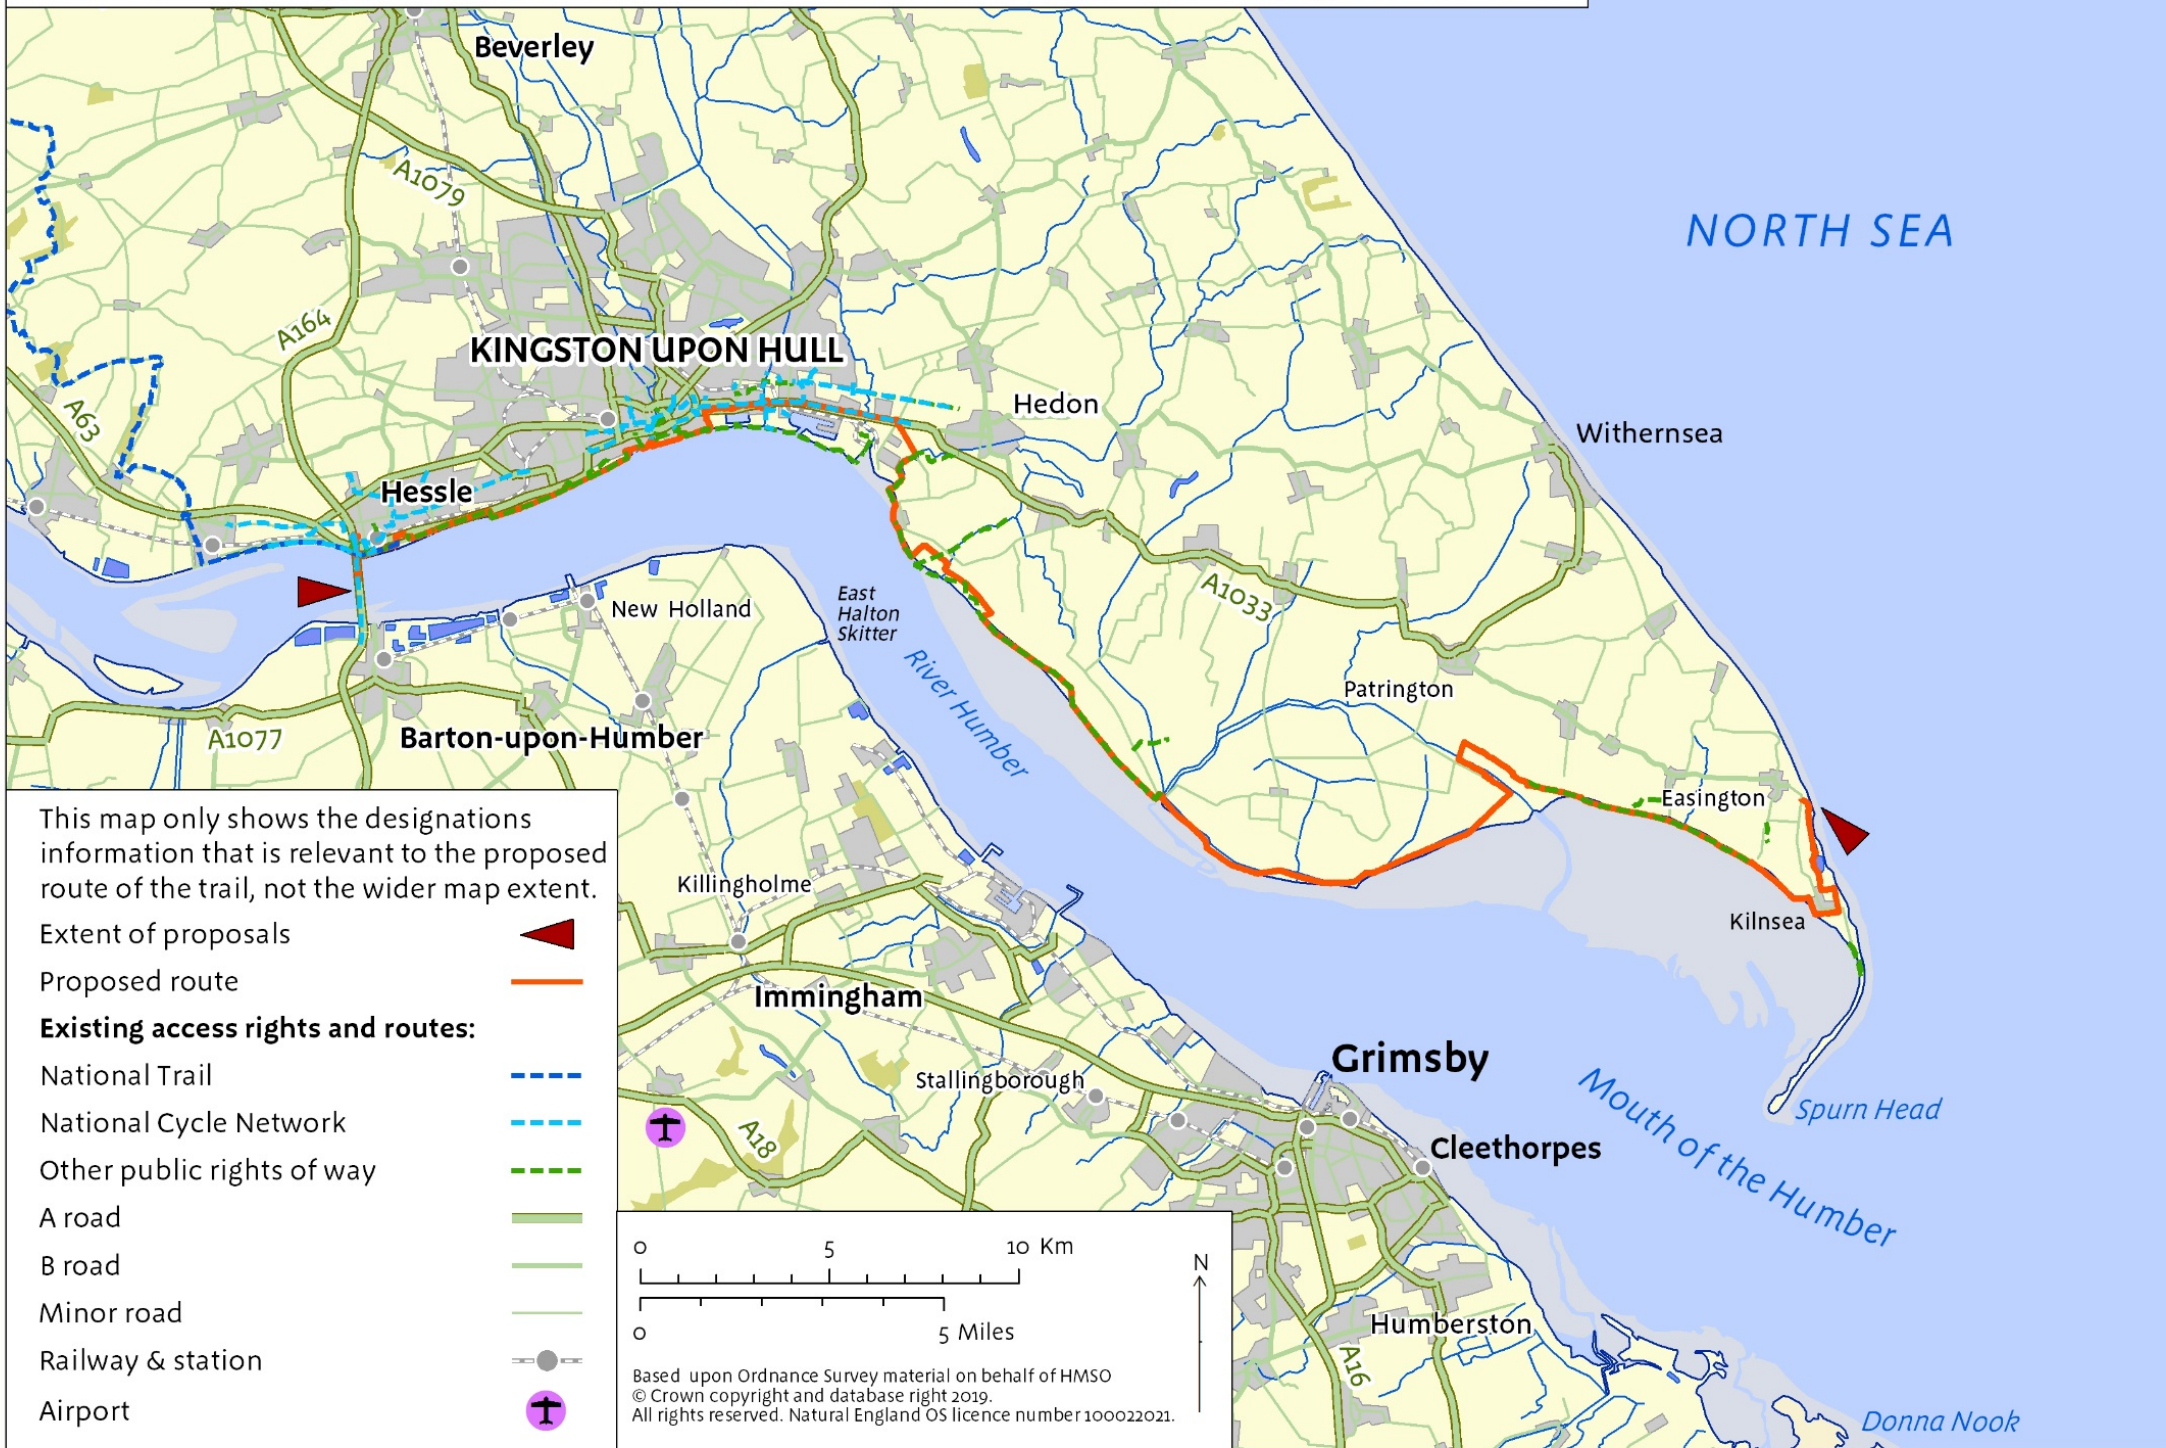 Beverley
A1079
NORTH SEA
A164
KINGSTON UPON HULL
A63
Hedon
Withernsea
Hessle
East
Halton
Skitter
New Holland
A1033
River Humber
Patrington
A1077
Barton-upon-Humber
Easington
Killingholme
Kilnsea
Immingham
Grimsby
Stallingborough
Mouth of the Humber
Spurn Head
A18
Cleethorpes
Humberston
A16
Donna Nook
This map only shows the designations
information that is relevant to the proposed
route of the trail, not the wider map extent.
Extent of proposals
Proposed route
Existing access rights and routes:
National Trail
National Cycle Network
Other public rights of way
A road
B road
Minor road
Railway & station
Airport
0 5 10 Km
0 5 Miles
N
Based upon Ordnance Survey material on behalf of HMSO
© Crown copyright and database right 2019.
All rights reserved. Natural England OS licence number 100022021.